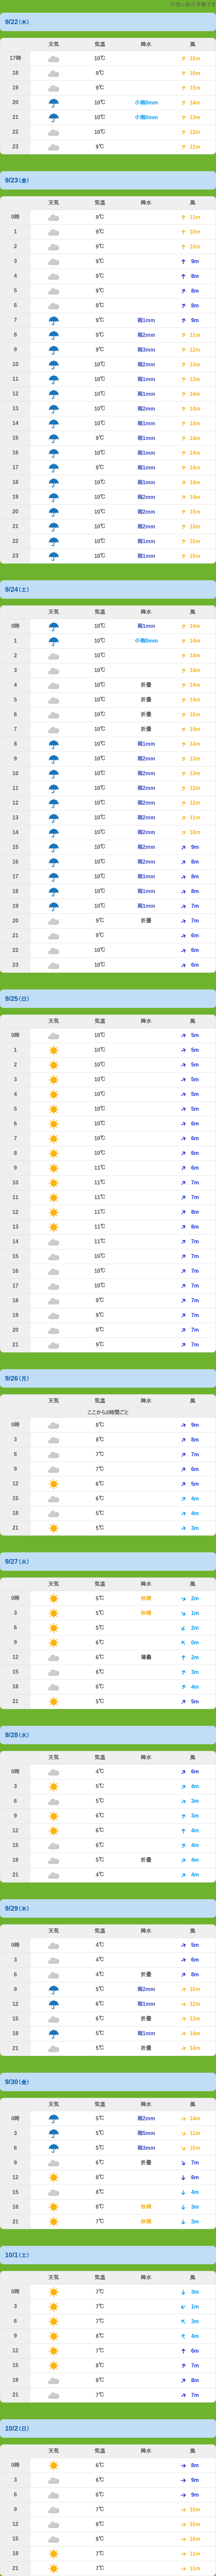 の予報です
9/22(木)
天気 気温 降水 風
17時 10℃ 15m
18 9℃ 16m
19 9℃ 15m
20 10℃ 小雨0mm 14m
21 10℃ 小雨0mm 13m
22 10℃ 12m
23 9℃ 11m
9/23(金)
天気 気温 降水 風
0時 8℃ 11m
1 9℃ 10m
2 9℃ 10m
3 9℃ 9m
4 9℃ 8m
5 9℃ 8m
6 9℃ 8m
7 9℃ 雨1mm 9m
8 9℃ 雨2mm 11m
9 9℃ 雨3mm 12m
10 10℃ 雨2mm 13m
11 10℃ 雨1mm 13m
12 10℃ 雨1mm 14m
13 10℃ 雨2mm 14m
14 10℃ 雨1mm 14m
15 9℃ 雨1mm 14m
16 10℃ 雨1mm 14m
17 9℃ 雨1mm 14m
18 10℃ 雨1mm 14m
19 10℃ 雨2mm 14m
20 10℃ 雨2mm 15m
21 10℃ 雨2mm 15m
22 10℃ 雨1mm 15m
23 10℃ 雨1mm 15m
9/24(土)
天気 気温 降水 風
0時 10℃ 雨1mm 14m
1 10℃ 小雨0mm 14m
2 10℃ 14m
3 10℃ 14m
4 10℃ 折曇 14m
5 10℃ 折曇 14m
6 10℃ 折曇 15m
7 10℃ 折曇 14m
8 10℃ 雨1mm 14m
9 10℃ 雨2mm 15m
10 10℃ 雨2mm 13m
11 10℃ 雨2mm 12m
12 10℃ 雨2mm 12m
13 10℃ 雨2mm 11m
14 10℃ 雨2mm 10m
15 10℃ 雨2mm 9m
16 10℃ 雨2mm 8m
17 10℃ 雨1mm 8m
18 10℃ 雨1mm 8m
19 10℃ 雨1mm 7m
20 9℃ 折曇 7m
21 9℃ 6m
22 10℃ 6m
23 10℃ 6m
9/25(日)
天気 気温 降水 風
0時 10℃ 5m
1 10℃ 5m
2 10℃ 5m
3 10℃ 5m
4 10℃ 5m
5 10℃ 5m
6 10℃ 6m
7 10℃ 6m
8 10℃ 6m
9 11℃ 6m
10 11℃ 7m
11 11℃ 7m
12 11℃ 8m
13 11℃ 8m
14 11℃ 7m
15 10℃ 7m
16 10℃ 7m
17 10℃ 7m
18 9℃ 7m
19 9℃ 7m
20 9℃ 7m
21 9℃ 7m
9/26(月)
天気 気温 降水 風
ここから3時間ごと
0時 8℃ 9m
3 8℃ 8m
6 7℃ 7m
9 7℃ 6m
12 6℃ 5m
15 6℃ 4m
18 5℃ 4m
21 5℃ 3m
9/27(火)
天気 気温 降水 風
0時 5℃ 快晴 2m
3 5℃ 快晴 1m
6 5℃ 2m
9 6℃ 0m
12 6℃ 薄曇 2m
15 6℃ 3m
18 6℃ 4m
21 5℃ 5m
9/28(水)
天気 気温 降水 風
0時 4℃ 6m
3 5℃ 4m
6 5℃ 3m
9 6℃ 3m
12 6℃ 4m
15 6℃ 4m
18 5℃ 折曇 4m
21 4℃ 4m
9/29(木)
天気 気温 降水 風
0時 4℃ 5m
3 4℃ 6m
6 4℃ 折曇 8m
9 5℃ 雨2mm 10m
12 6℃ 雨1mm 12m
15 6℃ 折曇 13m
18 5℃ 雨1mm 14m
21 5℃ 折曇 14m
9/30(金)
天気 気温 降水 風
0時 5℃ 雨2mm 14m
3 5℃ 雨5mm 11m
6 5℃ 雨3mm 10m
9 6℃ 折曇 7m
12 8℃ 6m
15 8℃ 4m
18 8℃ 快晴 3m
21 7℃ 快晴 3m
10/1(土)
天気 気温 降水 風
0時 7℃ 3m
3 7℃ 1m
6 7℃ 3m
9 8℃ 4m
12 7℃ 6m
15 8℃ 7m
18 8℃ 8m
21 7℃ 7m
10/2(日)
天気 気温 降水 風
0時 6℃ 8m
3 6℃ 9m
6 6℃ 9m
9 7℃ 10m
12 8℃ 10m
15 8℃ 10m
18 7℃ 11m
21 7℃ 11m